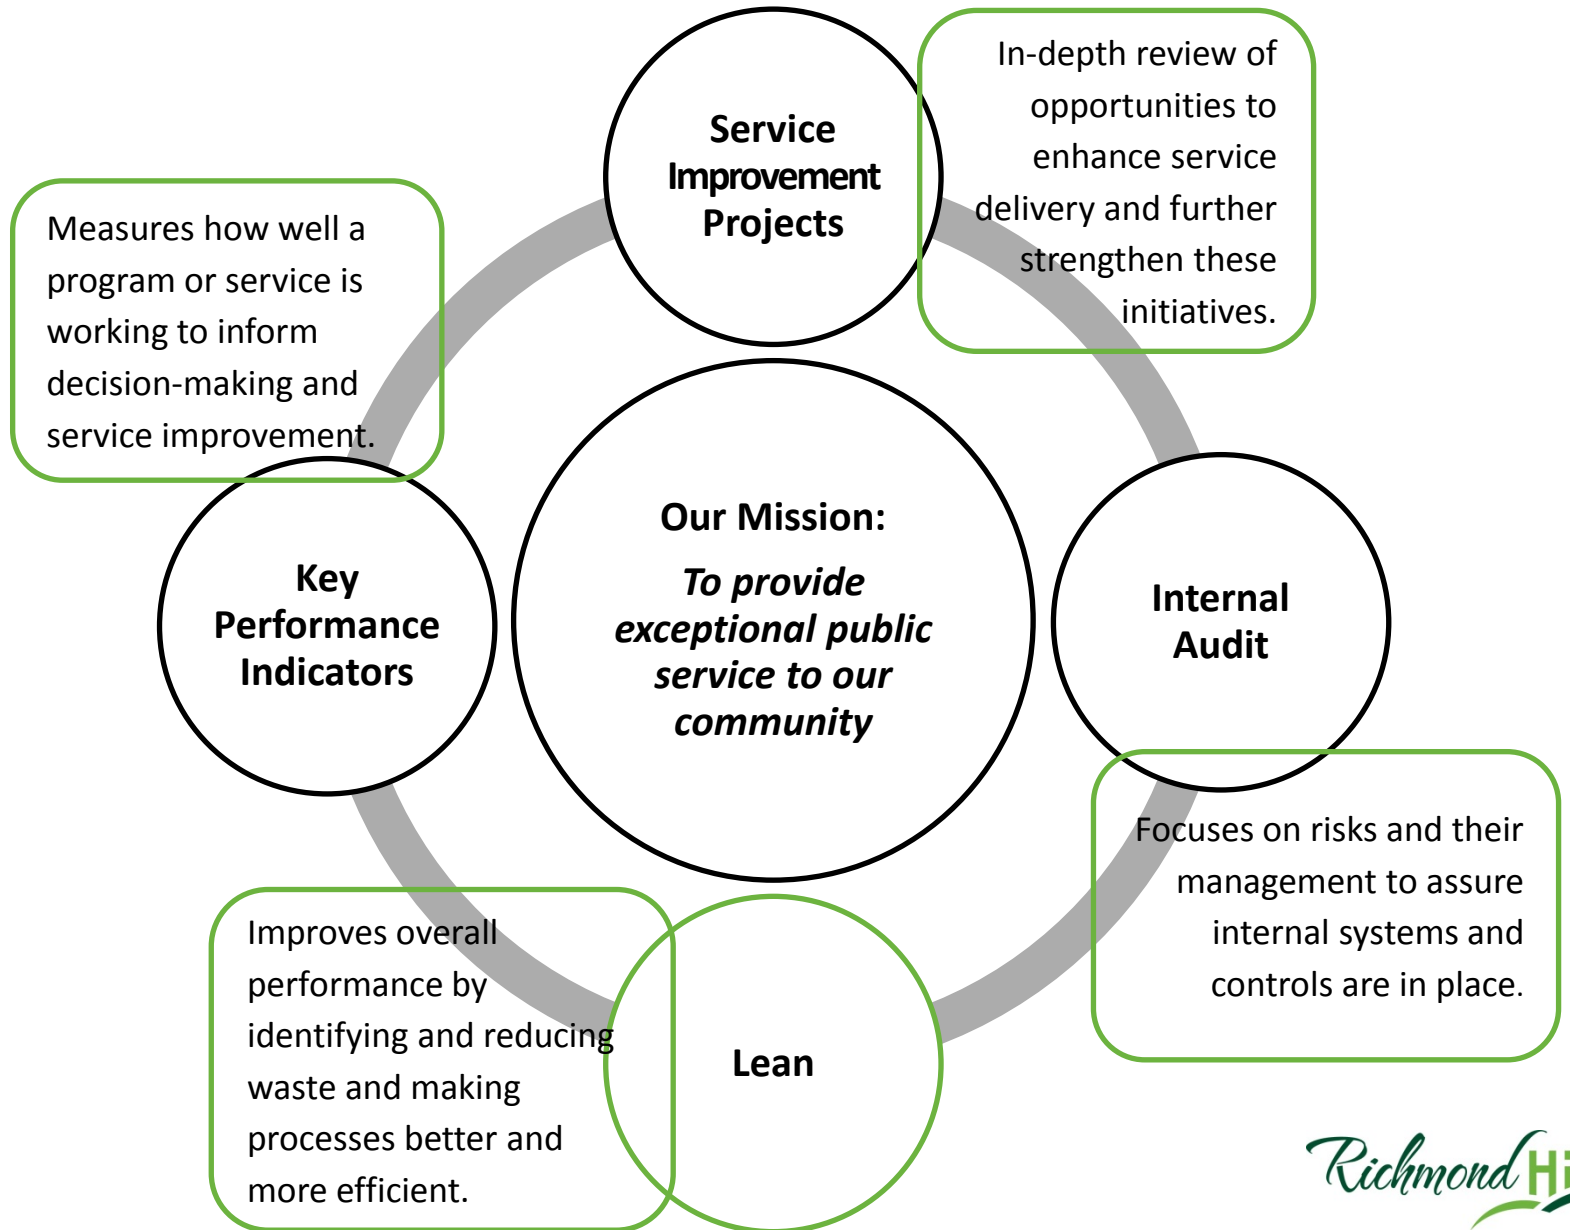 Service
Improvement
Projects
In-depth review of
opportunities to
enhance service
delivery and further
strengthen these
initiatives.
Measures how well a
program or service is
working to inform
decision-making and
service improvement.
Key
Performance
Indicators
Our Mission:
To provide
exceptional public
service to our
community
Internal
Audit
Focuses on risks and their
management to assure
internal systems and
controls are in place.
Improves overall
performance by
identifying and reducing
waste and making
processes better and
more efficient.
Lean
Richmond Hi